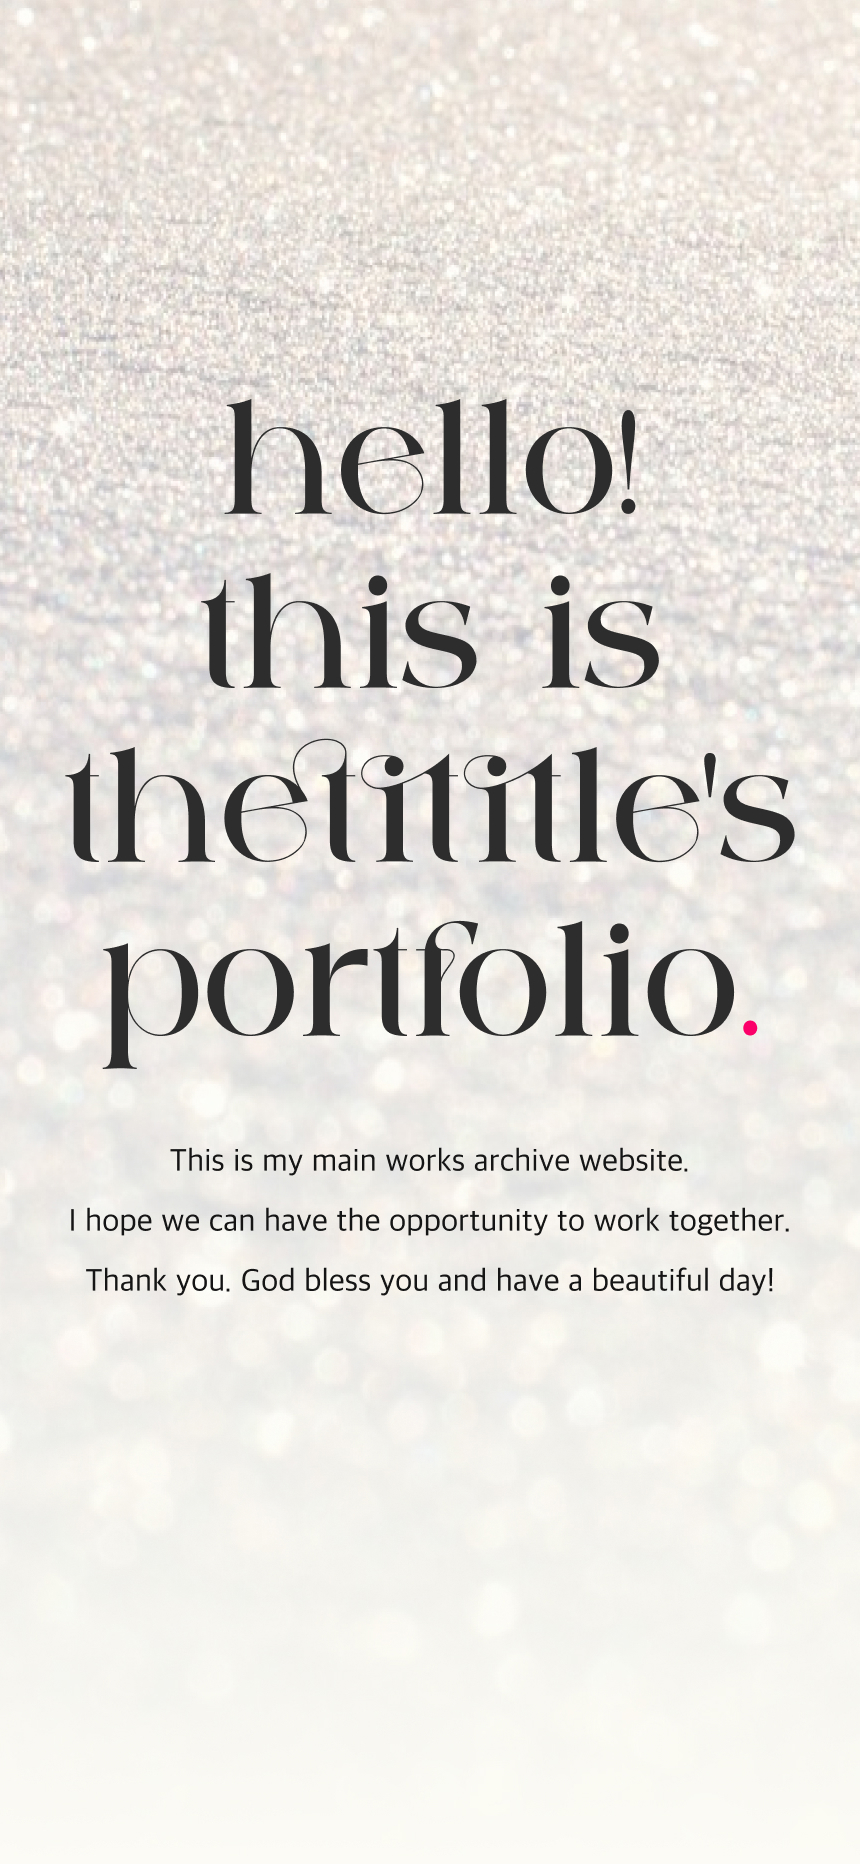 hello!
this is
thetititle's
portfolio.
This is my main works archive website.
I hope we can have the opportunity to work together.
Thank you. God bless you and have a beautiful day!